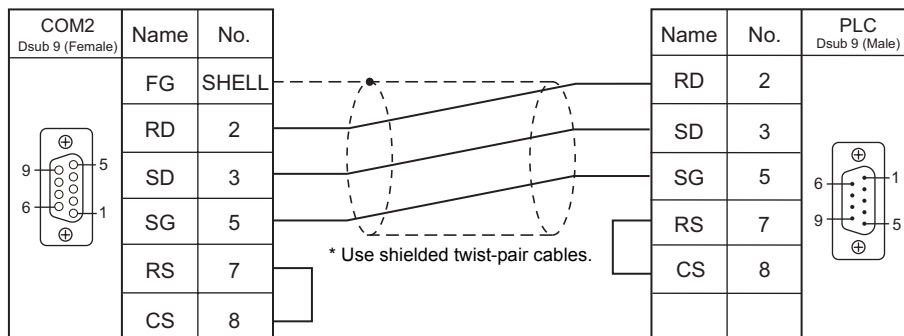 COM2
Dsub 9 (Female)
Name No.
FG SHELL
RD 2
SD 3
SG 5
RS 7
CS 8
9
5
6
1
* Use shielded twist-pair cables.
Name No.
RD 2
SD 3
SG 5
RS 7
CS 8
PLC
Dsub 9 (Male)
6
1
9
5